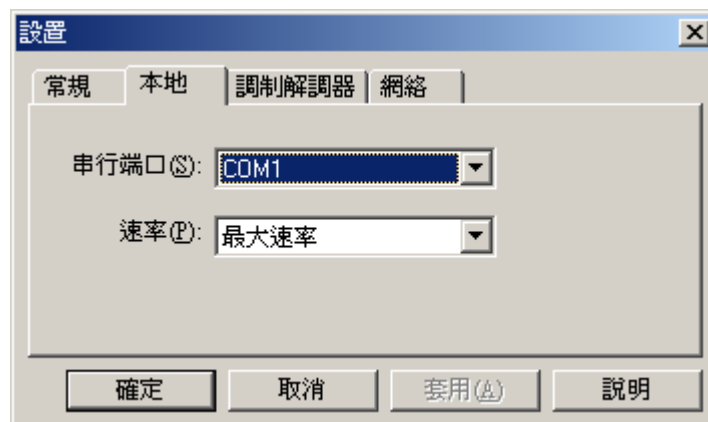 設置
常規 本地 調制解調器 網絡
串行端口(S): COM1
速率(P): 最大速率
確定 取消 套用(A) 說明